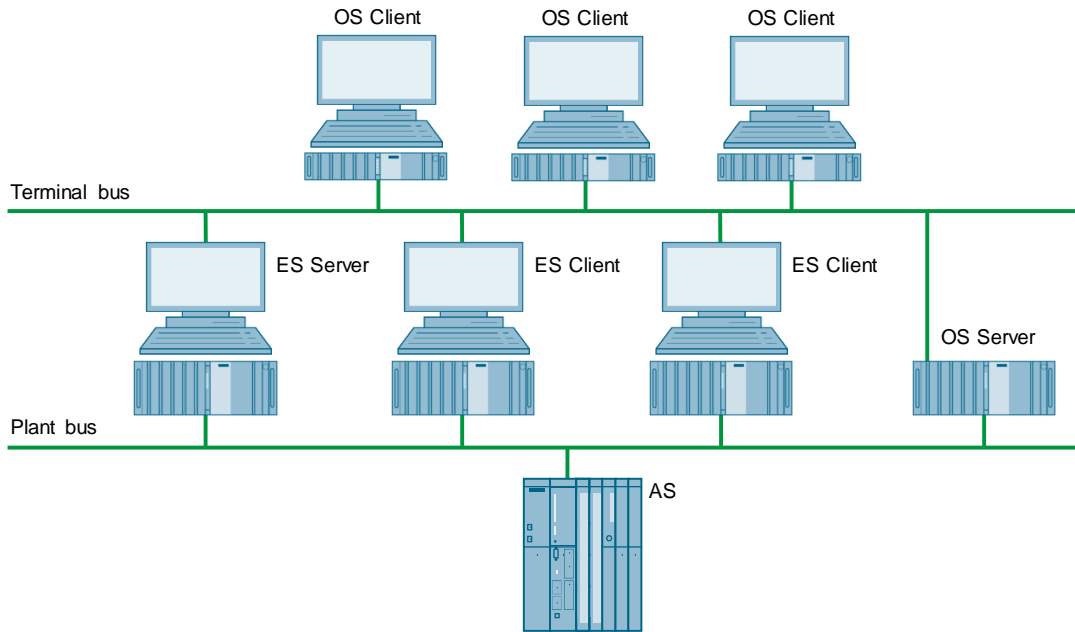 OS Client
OS Client
OS Client
Terminal bus
ES Server
ES Client
ES Client
OS Server
Plant bus
AS